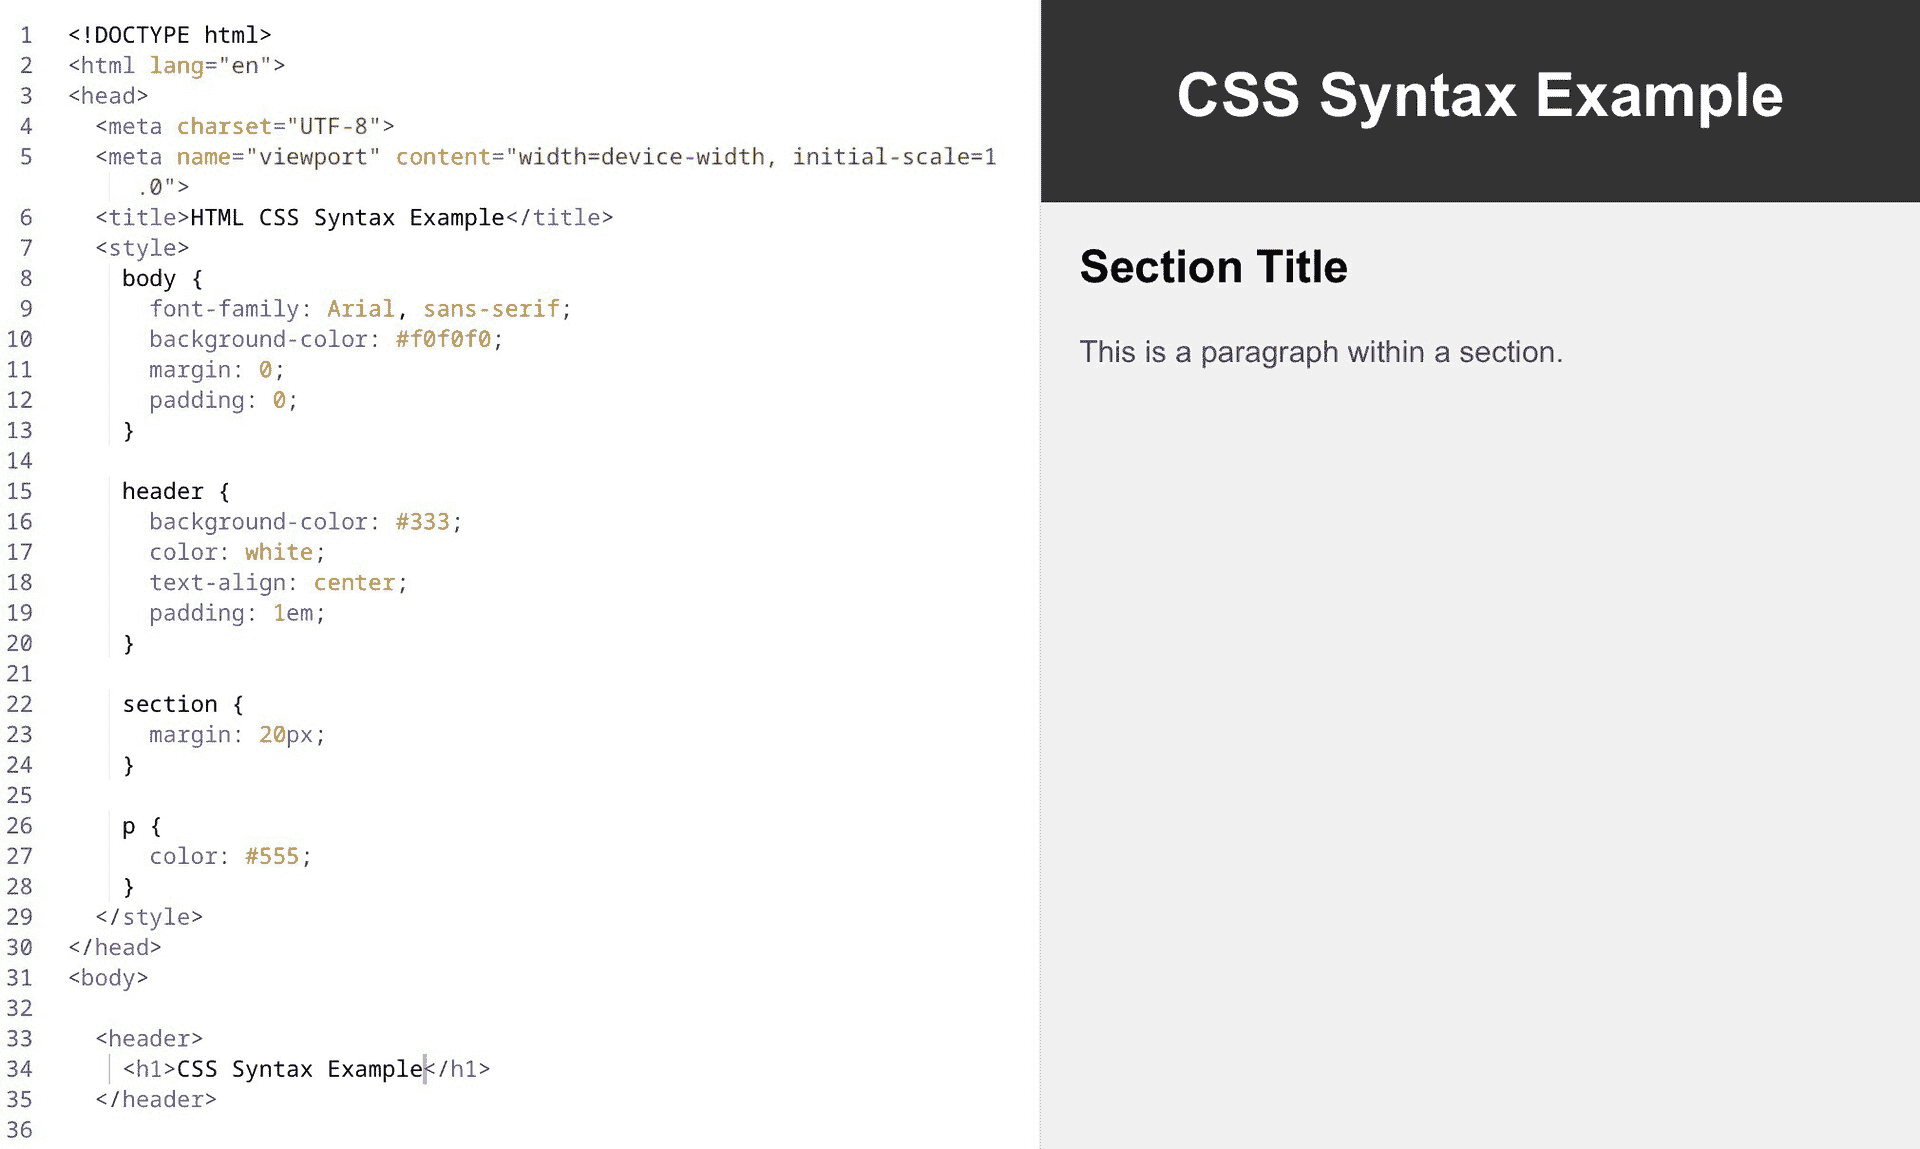 1 <!DOCTYPE html>
2 <html lang="en">
3 <head>
4 <meta charset="UTF-8">
5 <meta name="viewport" content="width=device-width, initial-scale=1
.0">
6 <title>HTML CSS Syntax Example</title>
7 <style>
8 body {
9 font-family: Arial, sans-serif;
10 background-color: #f0f0f0;
11 margin: 0;
12 padding: 0;
13 }
14
15 header {
16 background-color: #333;
17 color: white;
18 text-align: center;
19 padding: 1em;
20 }
21
22 section {
23 margin: 20px;
24 }
25
26 p {
27 color: #555;
28 }
29 </style>
30 </head>
31 <body>
32
33 <header>
34 <h1>CSS Syntax Example</h1>
35 </header>
36
CSS Syntax Example
Section Title
This is a paragraph within a section.